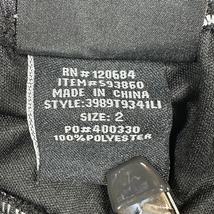 RN# 120684
ITEM# 593860
MADE IN CHINA
STYLE: 3989T9341LI
SIZE: 2
PO# 400330
100% POLYESTER